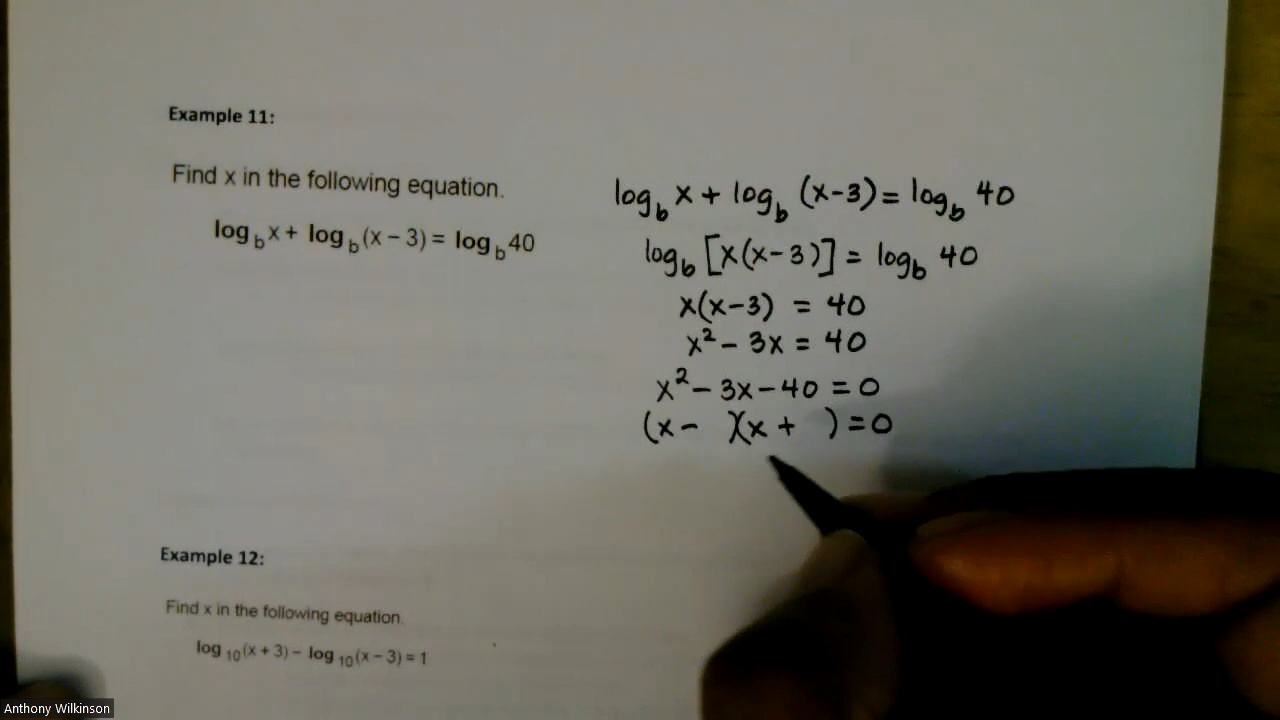 Example 11:
Find x in the following equation.
log_b x + log_b (x − 3) = log_b 40
log_b x + log_b (x-3) = log_b 40
log_b [x(x-3)] = log_b 40
x(x-3) = 40
x² - 3x = 40
x² - 3x - 40 = 0
(x -  )(x +  ) = 0
Example 12:
Find x in the following equation.
log₁₀(x + 3) − log₁₀(x − 3) = 1
Anthony Wilkinson